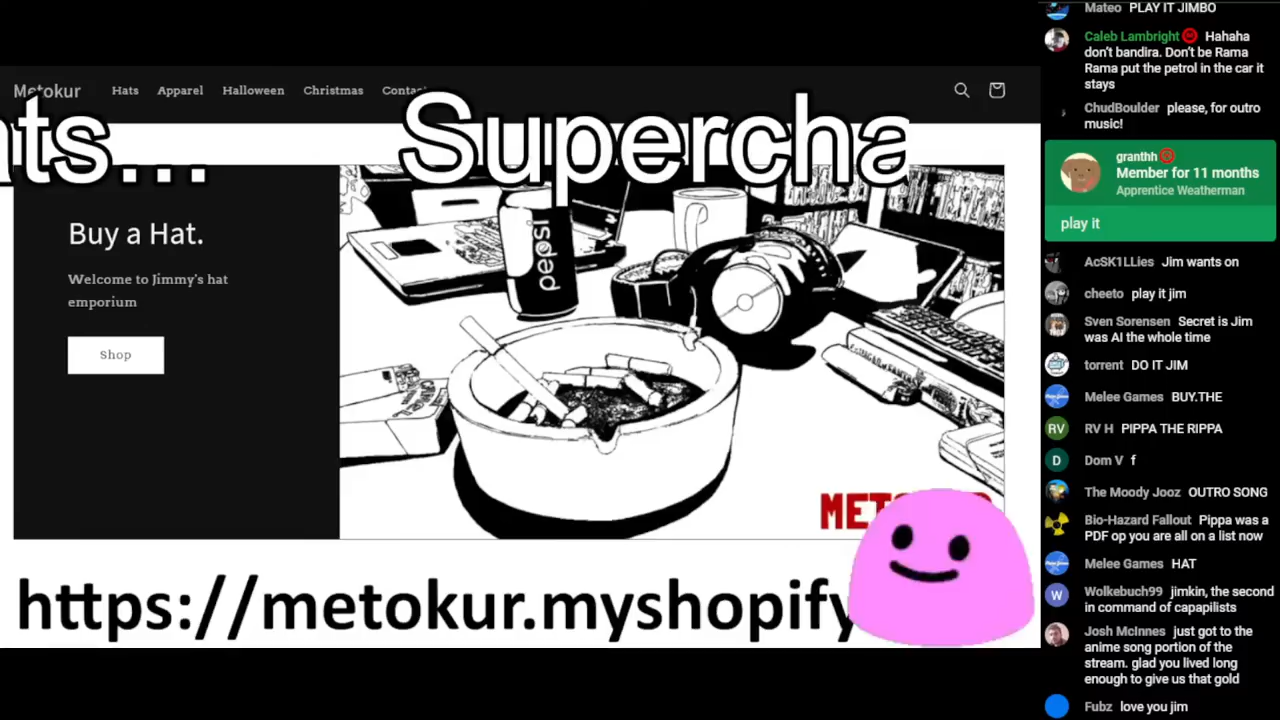 Metokur
Hats
Apparel
Halloween
Christmas
ats...
Supercha
Buy a Hat.
Welcome to Jimmy's hat
emporium
Shop
pepsi
https://metokur.myshopify
Mateo PLAY IT JIMBO
Caleb Lambright Hahaha
don't bandira. Don't be Rama
Rama put the petrol in the car it
stays
ChudBoulder please, for outro
music!
granthh
Member for 11 months
Apprentice Weatherman
play it
AcSK1LLies Jim wants on
cheeto play it jim
Sven Sorensen Secret is Jim
was AI the whole time
torrent DO IT JIM
Melee Games BUY.THE
RV
RV H PIPPA THE RIPPA
D
Dom V f
The Moody Jooz OUTRO SONG
Bio-Hazard Fallout Pippa was a
PDF op you are all on a list now
Melee Games HAT
W
Wolkebuch99 jimkin, the second
in command of capapilists
Josh McInnes just got to the
anime song portion of the
stream. glad you lived long
enough to give us that gold
Fubz love you jim